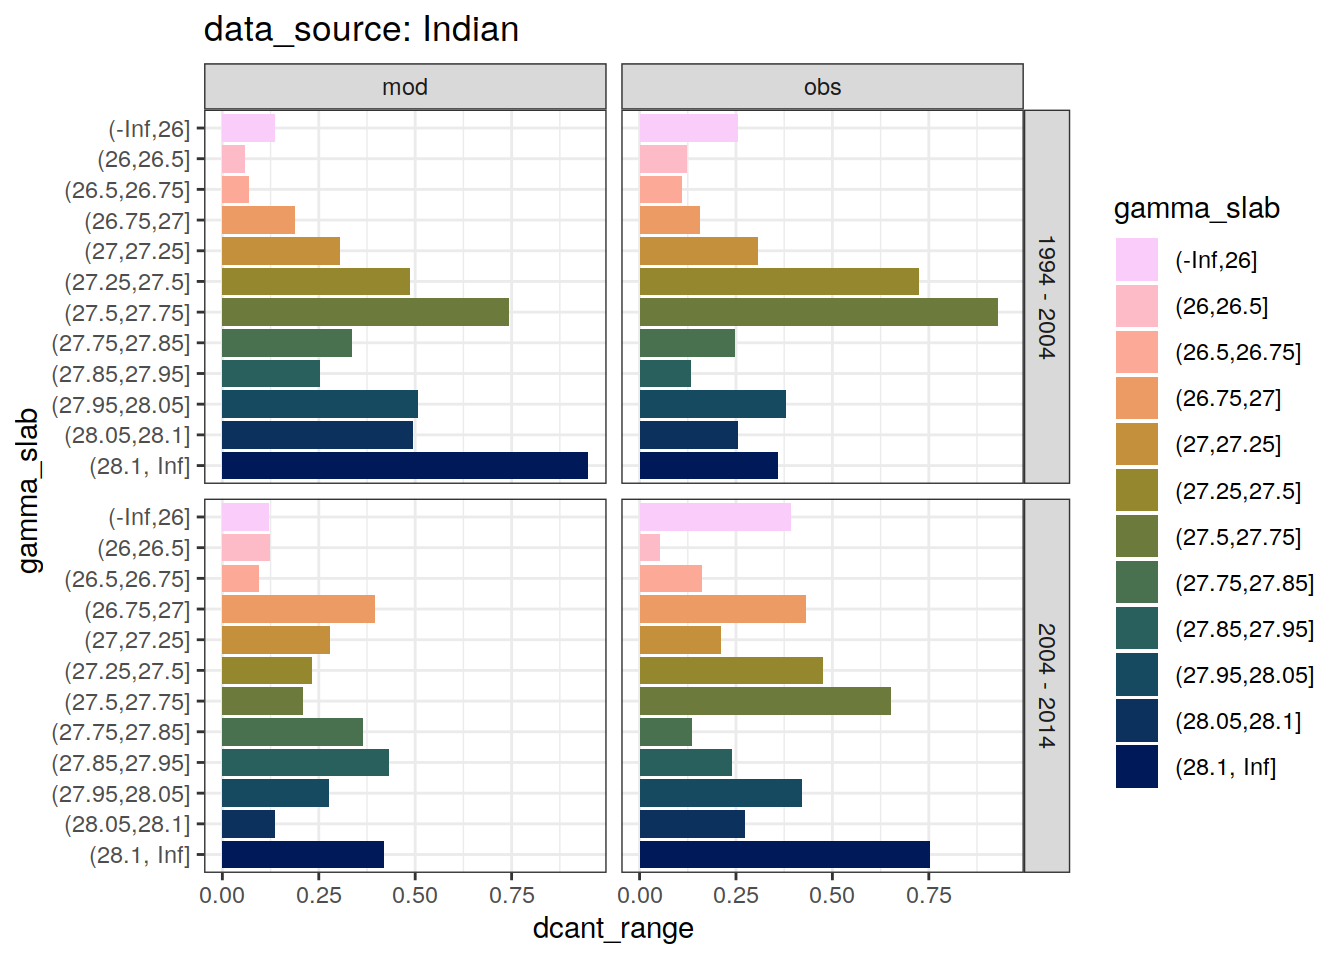 data_source: Indian
mod
obs
(-Inf,26]
(26,26.5]
(26.5,26.75]
(26.75,27]
(27,27.25]
(27.25,27.5]
(27.5,27.75]
(27.75,27.85]
(27.85,27.95]
(27.95,28.05]
(28.05,28.1]
(28.1, Inf]
1994 - 2004
(-Inf,26]
(26,26.5]
(26.5,26.75]
(26.75,27]
(27,27.25]
(27.25,27.5]
(27.5,27.75]
(27.75,27.85]
(27.85,27.95]
(27.95,28.05]
(28.05,28.1]
(28.1, Inf]
2004 - 2014
gamma_slab
0.00 0.25 0.50 0.75
0.00 0.25 0.50 0.75
dcant_range
gamma_slab
(-Inf,26]
(26,26.5]
(26.5,26.75]
(26.75,27]
(27,27.25]
(27.25,27.5]
(27.5,27.75]
(27.75,27.85]
(27.85,27.95]
(27.95,28.05]
(28.05,28.1]
(28.1, Inf]